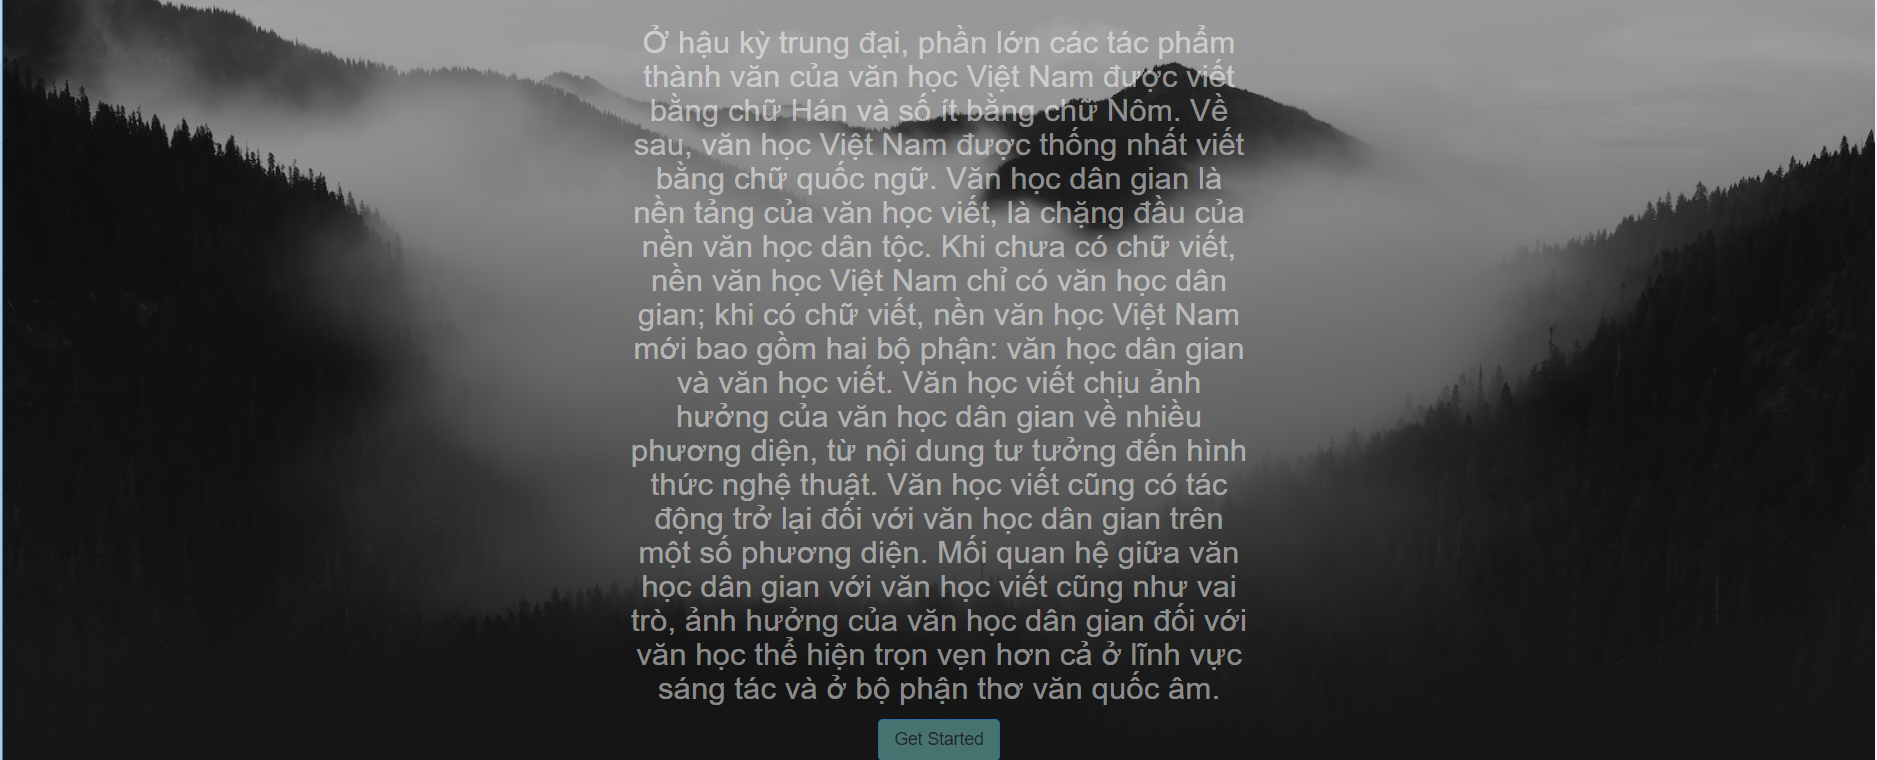 Ở hậu kỳ trung đại, phần lớn các tác phẩm
thành văn của văn học Việt Nam được viết
bằng chữ Hán và số ít bằng chữ Nôm. Về
sau, văn học Việt Nam được thống nhất viết
bằng chữ quốc ngữ. Văn học dân gian là
nền tảng của văn học viết, là chặng đầu của
nền văn học dân tộc. Khi chưa có chữ viết,
nền văn học Việt Nam chỉ có văn học dân
gian; khi có chữ viết, nền văn học Việt Nam
mới bao gồm hai bộ phận: văn học dân gian
và văn học viết. Văn học viết chịu ảnh
hưởng của văn học dân gian về nhiều
phương diện, từ nội dung tư tưởng đến hình
thức nghệ thuật. Văn học viết cũng có tác
động trở lại đối với văn học dân gian trên
một số phương diện. Mối quan hệ giữa văn
học dân gian với văn học viết cũng như vai
trò, ảnh hưởng của văn học dân gian đối với
văn học thể hiện trọn vẹn hơn cả ở lĩnh vực
sáng tác và ở bộ phận thơ văn quốc âm.
Get Started